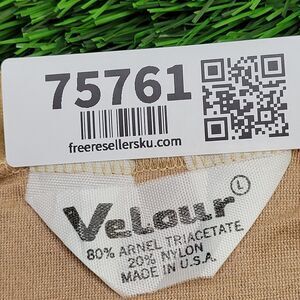 75761
freeresellersku.com
L
Velour
80% ARNEL TRIACETATE
20% NYLON
MADE IN U.S.A.